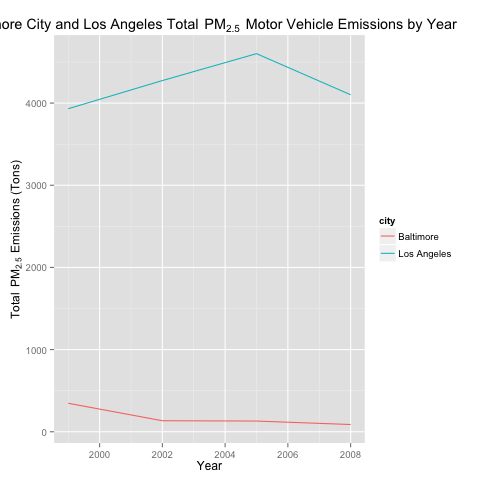 ore City and Los Angeles Total PM2.5 Motor Vehicle Emissions by Year
Total PM2.5 Emissions (Tons)
4000
3000
2000
1000
0
2000 2002 2004 2006 2008
Year
city
Baltimore
Los Angeles